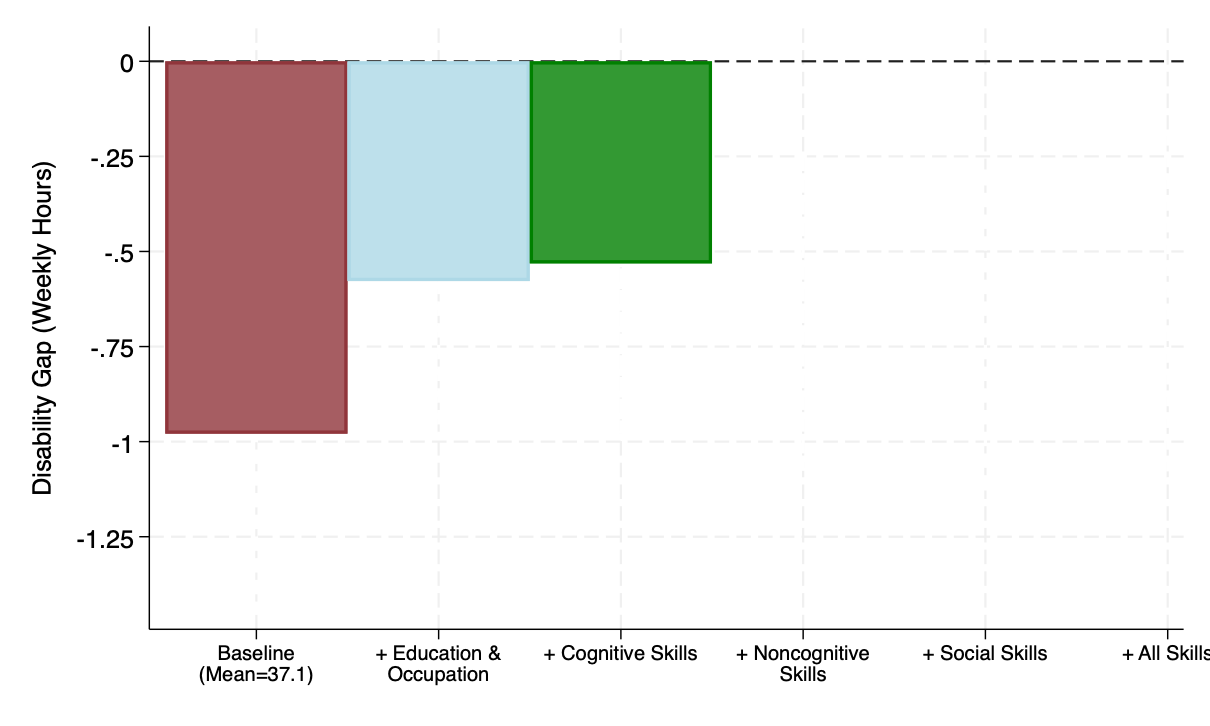 Disability Gap (Weekly Hours)
0
-.25
-.5
-.75
-1
-1.25
Baseline
(Mean=37.1)
+ Education &
Occupation
+ Cognitive Skills
+ Noncognitive
Skills
+ Social Skills
+ All Skills